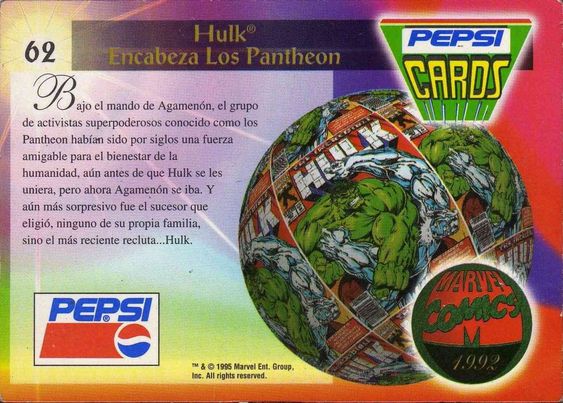 62
Hulk®
Encabeza Los Pantheon
PEPSI
CARDS
Bajo el mando de Agamenón, el grupo
de activistas superpoderosos conocido como los
Pantheon habían sido por siglos una fuerza
amigable para el bienestar de la
humanidad, aún antes de que Hulk se les
uniera, pero ahora Agamenón se iba. Y
aún más sorpresivo fue el sucesor que
eligió, ninguno de su propia familia,
sino el más reciente recluta...Hulk.
HULK
PEPSI
MARVEL
COMICS
M
1992
™ & © 1995 Marvel Ent. Group,
Inc. All rights reserved.